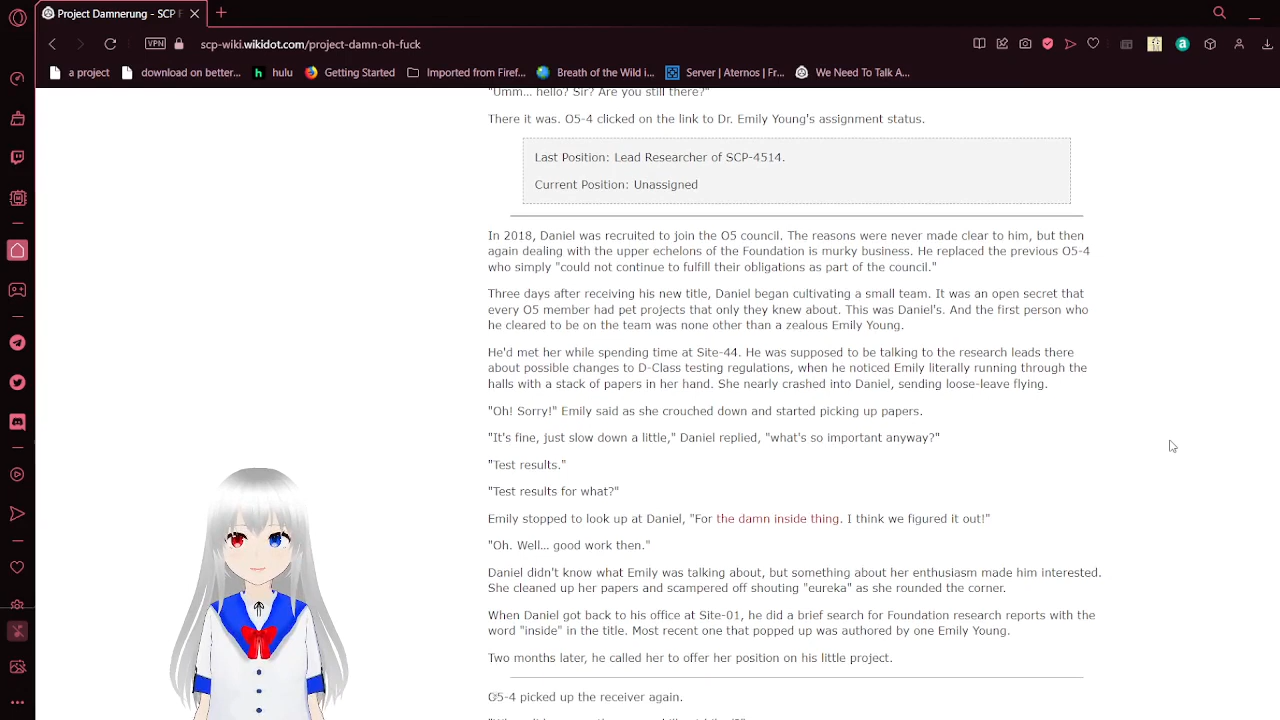 Project Damnerung - SCP F
scp-wiki.wikidot.com/project-damn-oh-fuck
VPN
a project
download on better...
hulu
Getting Started
Imported from Firef...
Breath of the Wild i...
Server | Aternos | Fr...
We Need To Talk A...
"Umm... hello? Sir? Are you still there?"
There it was. O5-4 clicked on the link to Dr. Emily Young's assignment status.
Last Position: Lead Researcher of SCP-4514.
Current Position: Unassigned
In 2018, Daniel was recruited to join the O5 council. The reasons were never made clear to him, but then
again dealing with the upper echelons of the Foundation is murky business. He replaced the previous O5-4
who simply "could not continue to fulfill their obligations as part of the council."
Three days after receiving his new title, Daniel began cultivating a small team. It was an open secret that
every O5 member had pet projects that only they knew about. This was Daniel's. And the first person who
he cleared to be on the team was none other than a zealous Emily Young.
He'd met her while spending time at Site-44. He was supposed to be talking to the research leads there
about possible changes to D-Class testing regulations, when he noticed Emily literally running through the
halls with a stack of papers in her hand. She nearly crashed into Daniel, sending loose-leave flying.
"Oh! Sorry!" Emily said as she crouched down and started picking up papers.
"It's fine, just slow down a little," Daniel replied, "what's so important anyway?"
"Test results."
"Test results for what?"
Emily stopped to look up at Daniel, "For the damn inside thing. I think we figured it out!"
"Oh. Well... good work then."
Daniel didn't know what Emily was talking about, but something about her enthusiasm made him interested.
She cleaned up her papers and scampered off shouting "eureka" as she rounded the corner.
When Daniel got back to his office at Site-01, he did a brief search for Foundation research reports with the
word "inside" in the title. Most recent one that popped up was authored by one Emily Young.
Two months later, he called her to offer her position on his little project.
O5-4 picked up the receiver again.